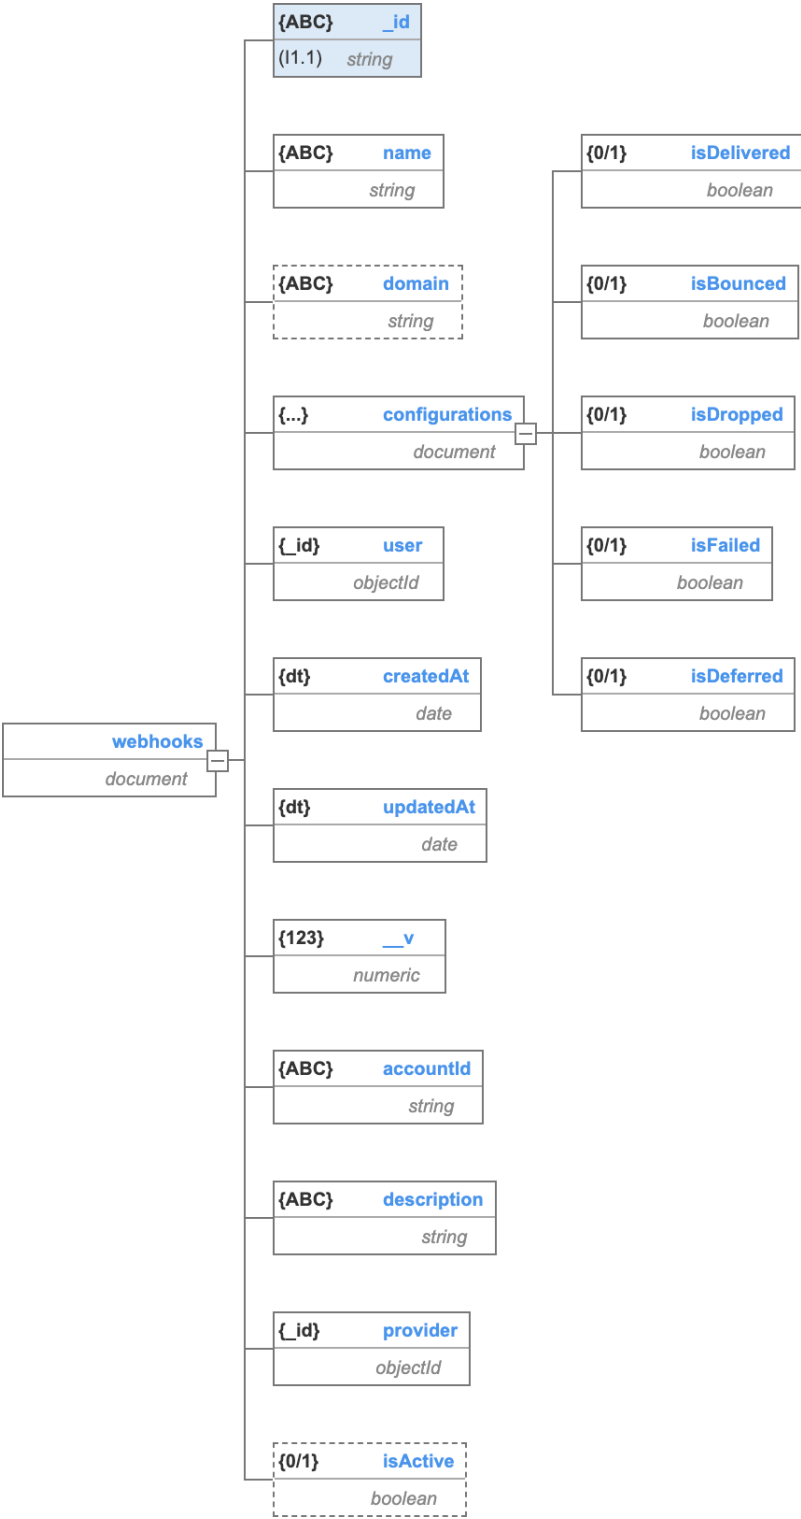 {ABC} _id
(I1.1) string
{ABC} name
string
{0/1} isDelivered
boolean
{ABC} domain
string
{0/1} isBounced
boolean
{...} configurations
document
{0/1} isDropped
boolean
{_id} user
objectId
{0/1} isFailed
boolean
{dt} createdAt
date
{0/1} isDeferred
boolean
webhooks
document
{dt} updatedAt
date
{123} __v
numeric
{ABC} accountId
string
{ABC} description
string
{_id} provider
objectId
{0/1} isActive
boolean